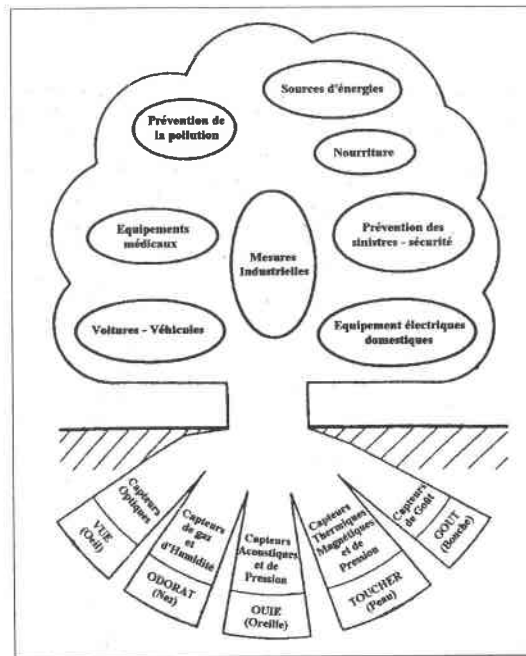 Sources d'énergies
Prévention de
la pollution
Nourriture
Equipements
médicaux
Mesures
Industrielles
Prévention des
sinistres - sécurité
Voitures - Véhicules
Equipement électriques
domestiques
Capteurs
Optiques
VUE
(Oeil)
Capteurs
de gaz
et
d'Humidité
ODORAT
(Nez)
Capteurs
Acoustiques
et de
Pression
OUIE
(Oreille)
Capteurs
Thermiques
Magnétiques
et de
Pression
TOUCHER
(Peau)
Capteurs
de Goût
GOUT
(Bouche)